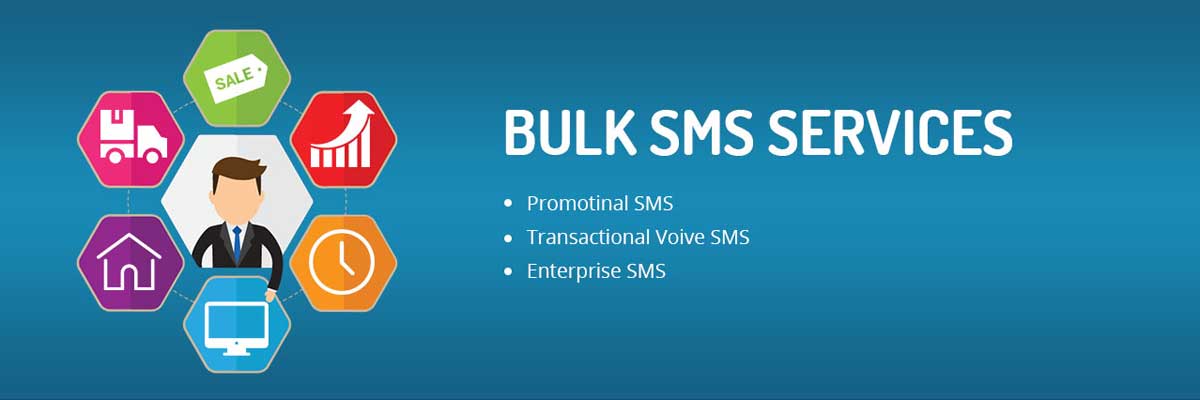 SALE
BULK SMS SERVICES
Promotinal SMS
Transactional Voive SMS
Enterprise SMS